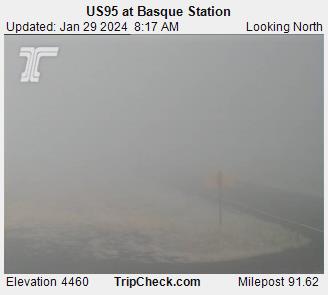 US95 at Basque Station
Updated: Jan 29 2024 8:17 AM Looking North
Elevation 4460 TripCheck.com Milepost 91.62